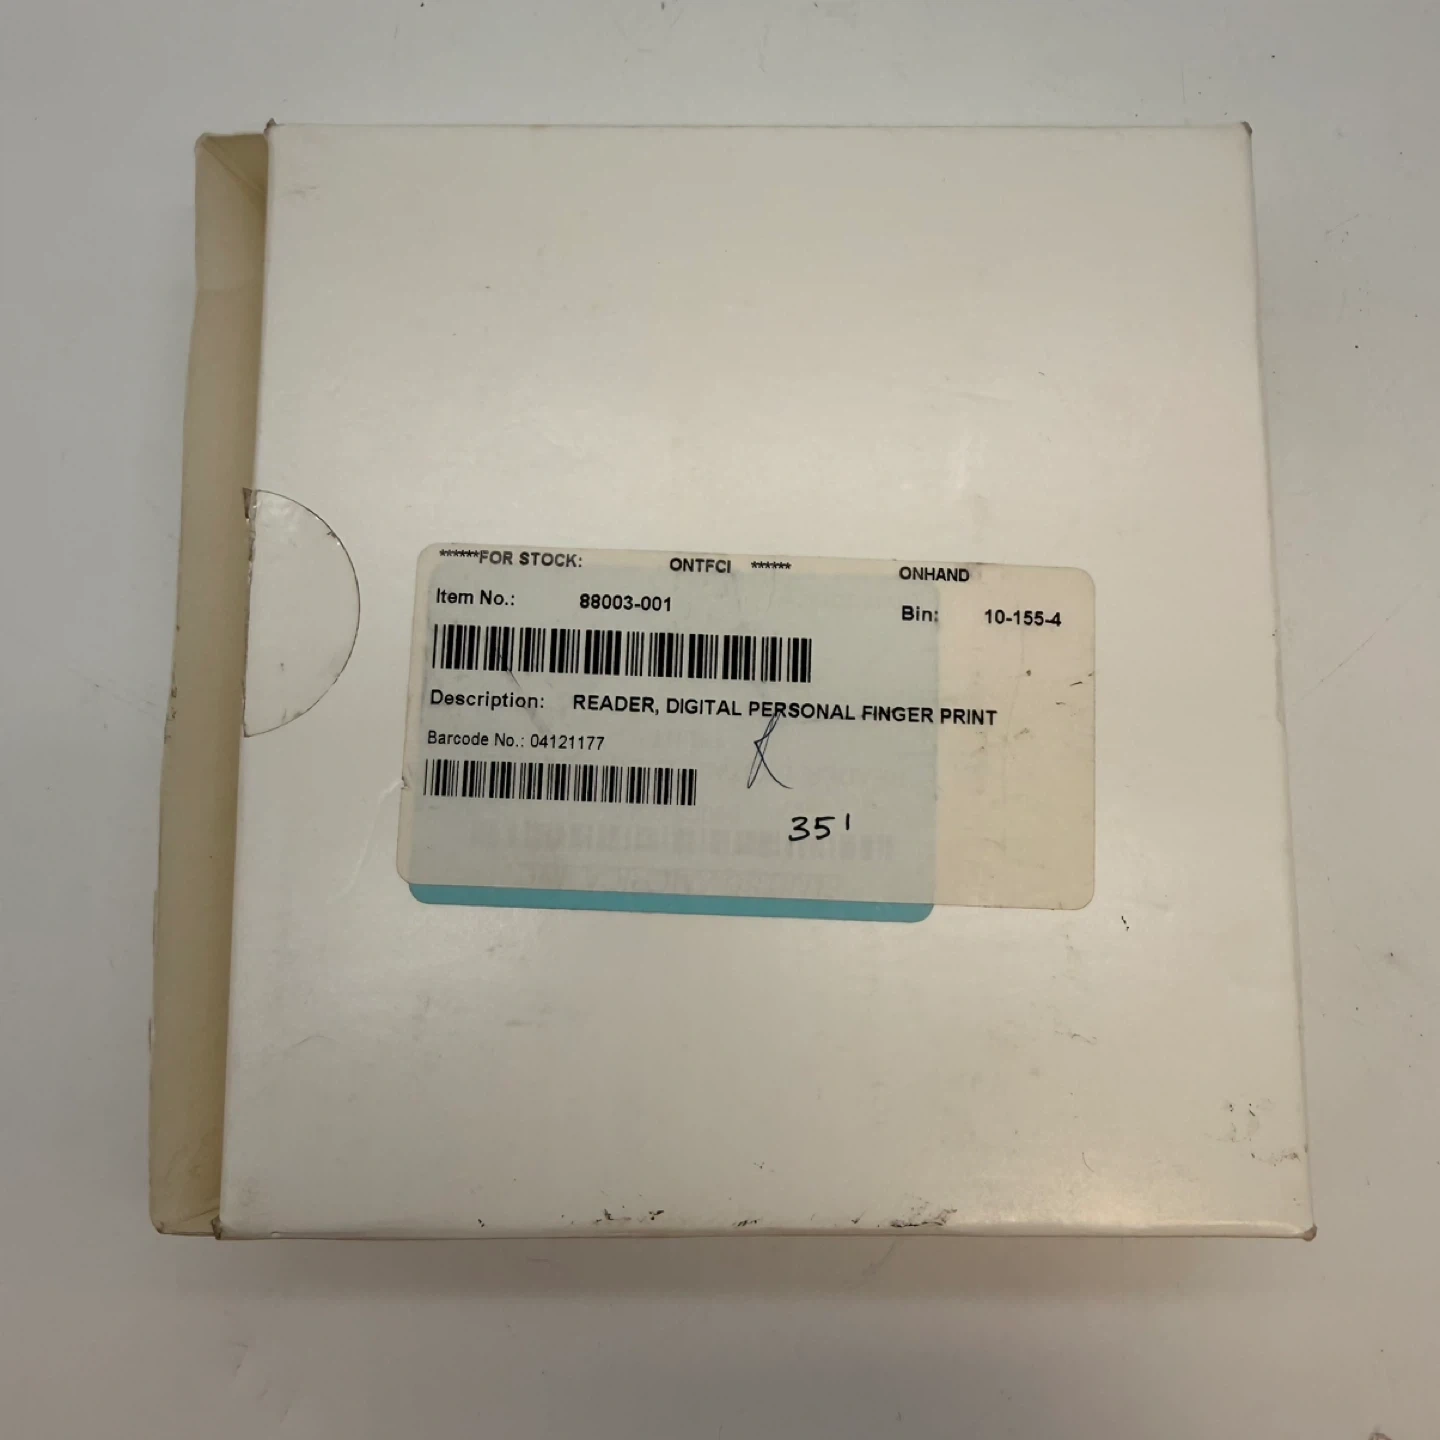 ******FOR STOCK: ONTFCI ****** ONHAND
Item No.: 88003-001 Bin: 10-155-4
Description: READER, DIGITAL PERSONAL FINGER PRINT
Barcode No.: 04121177
35'